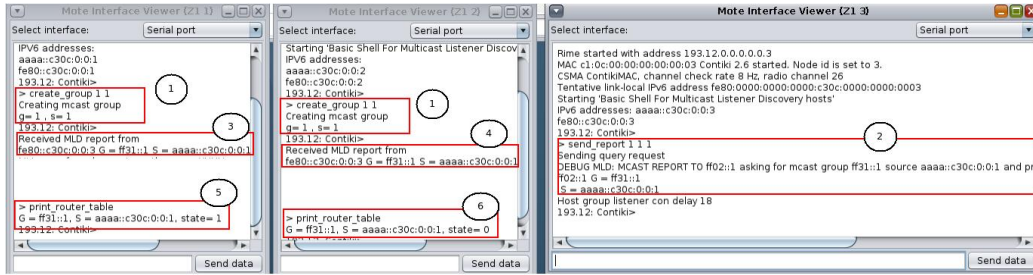 Mote Interface Viewer (Z1 1)
Select interface:
Serial port
IPV6 addresses:
aaaa::c30c:0:0:1
fe80::c30c:0:0:1
193.12: Contiki>
> create_group 1 1
Creating mcast group
g= 1 , s= 1
193.12: Contiki>
Received MLD report from
fe80::c30c:0:0:3 G = ff31::1 S = aaaa::c30c:0:0:1
> print_router_table
G = ff31::1, S = aaaa::c30c:0:0:1, state= 1
193.12: Contiki>
Send data
1
3
5
Mote Interface Viewer (Z1 2)
Select interface:
Serial port
Starting 'Basic Shell For Multicast Listener Discov
IPV6 addresses:
aaaa::c30c:0:0:2
fe80::c30c:0:0:2
193.12: Contiki>
> create_group 1 1
Creating mcast group
g= 1 , s= 1
193.12: Contiki>
Received MLD report from
fe80::c30c:0:0:3 G = ff31::1 S = aaaa::c30c:0:0:1
> print_router_table
G = ff31::1, S = aaaa::c30c:0:0:1, state= 0
Send data
1
4
6
Mote Interface Viewer (Z1 3)
Select interface:
Serial port
Rime started with address 193.12.0.0.0.0.0.3
MAC c1:0c:00:00:00:00:00:03 Contiki 2.6 started. Node id is set to 3.
CSMA ContikiMAC, channel check rate 8 Hz, radio channel 26
Tentative link-local IPv6 address fe80:0000:0000:0000:c30c:0000:0000:0003
Starting 'Basic Shell For Multicast Listener Discovery hosts'
IPV6 addresses: aaaa::c30c:0:0:3
fe80::c30c:0:0:3
193.12: Contiki>
> send_report 1 1 1
Sending query request
DEBUG MLD: MCAST REPORT TO ff02::1 asking for mcast group ff31::1 source aaaa::c30c:0:0:1 and pr
ff02::1 G = ff31::1
S = aaaa::c30c:0:0:1
Host group listener con delay 18
193.12: Contiki>
Send data
2